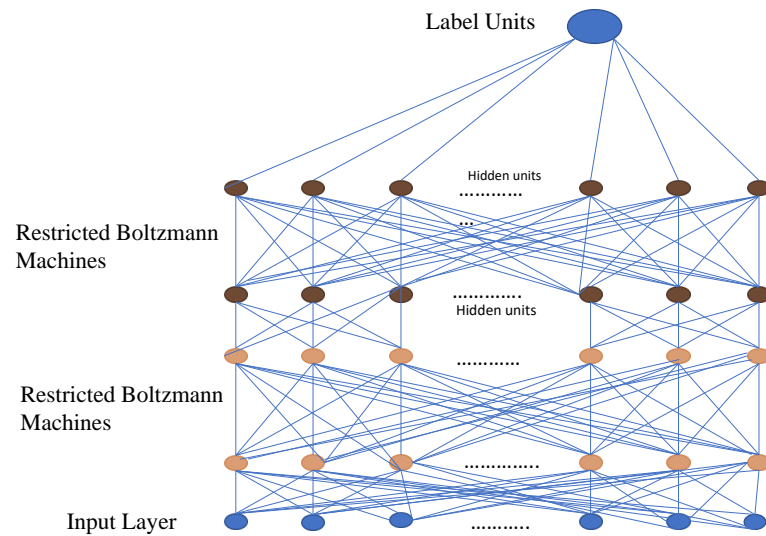 Label Units
Hidden units
…………
...
Restricted Boltzmann
Machines
………….
Hidden units
…………
Restricted Boltzmann
Machines
…………..
Input Layer
………..